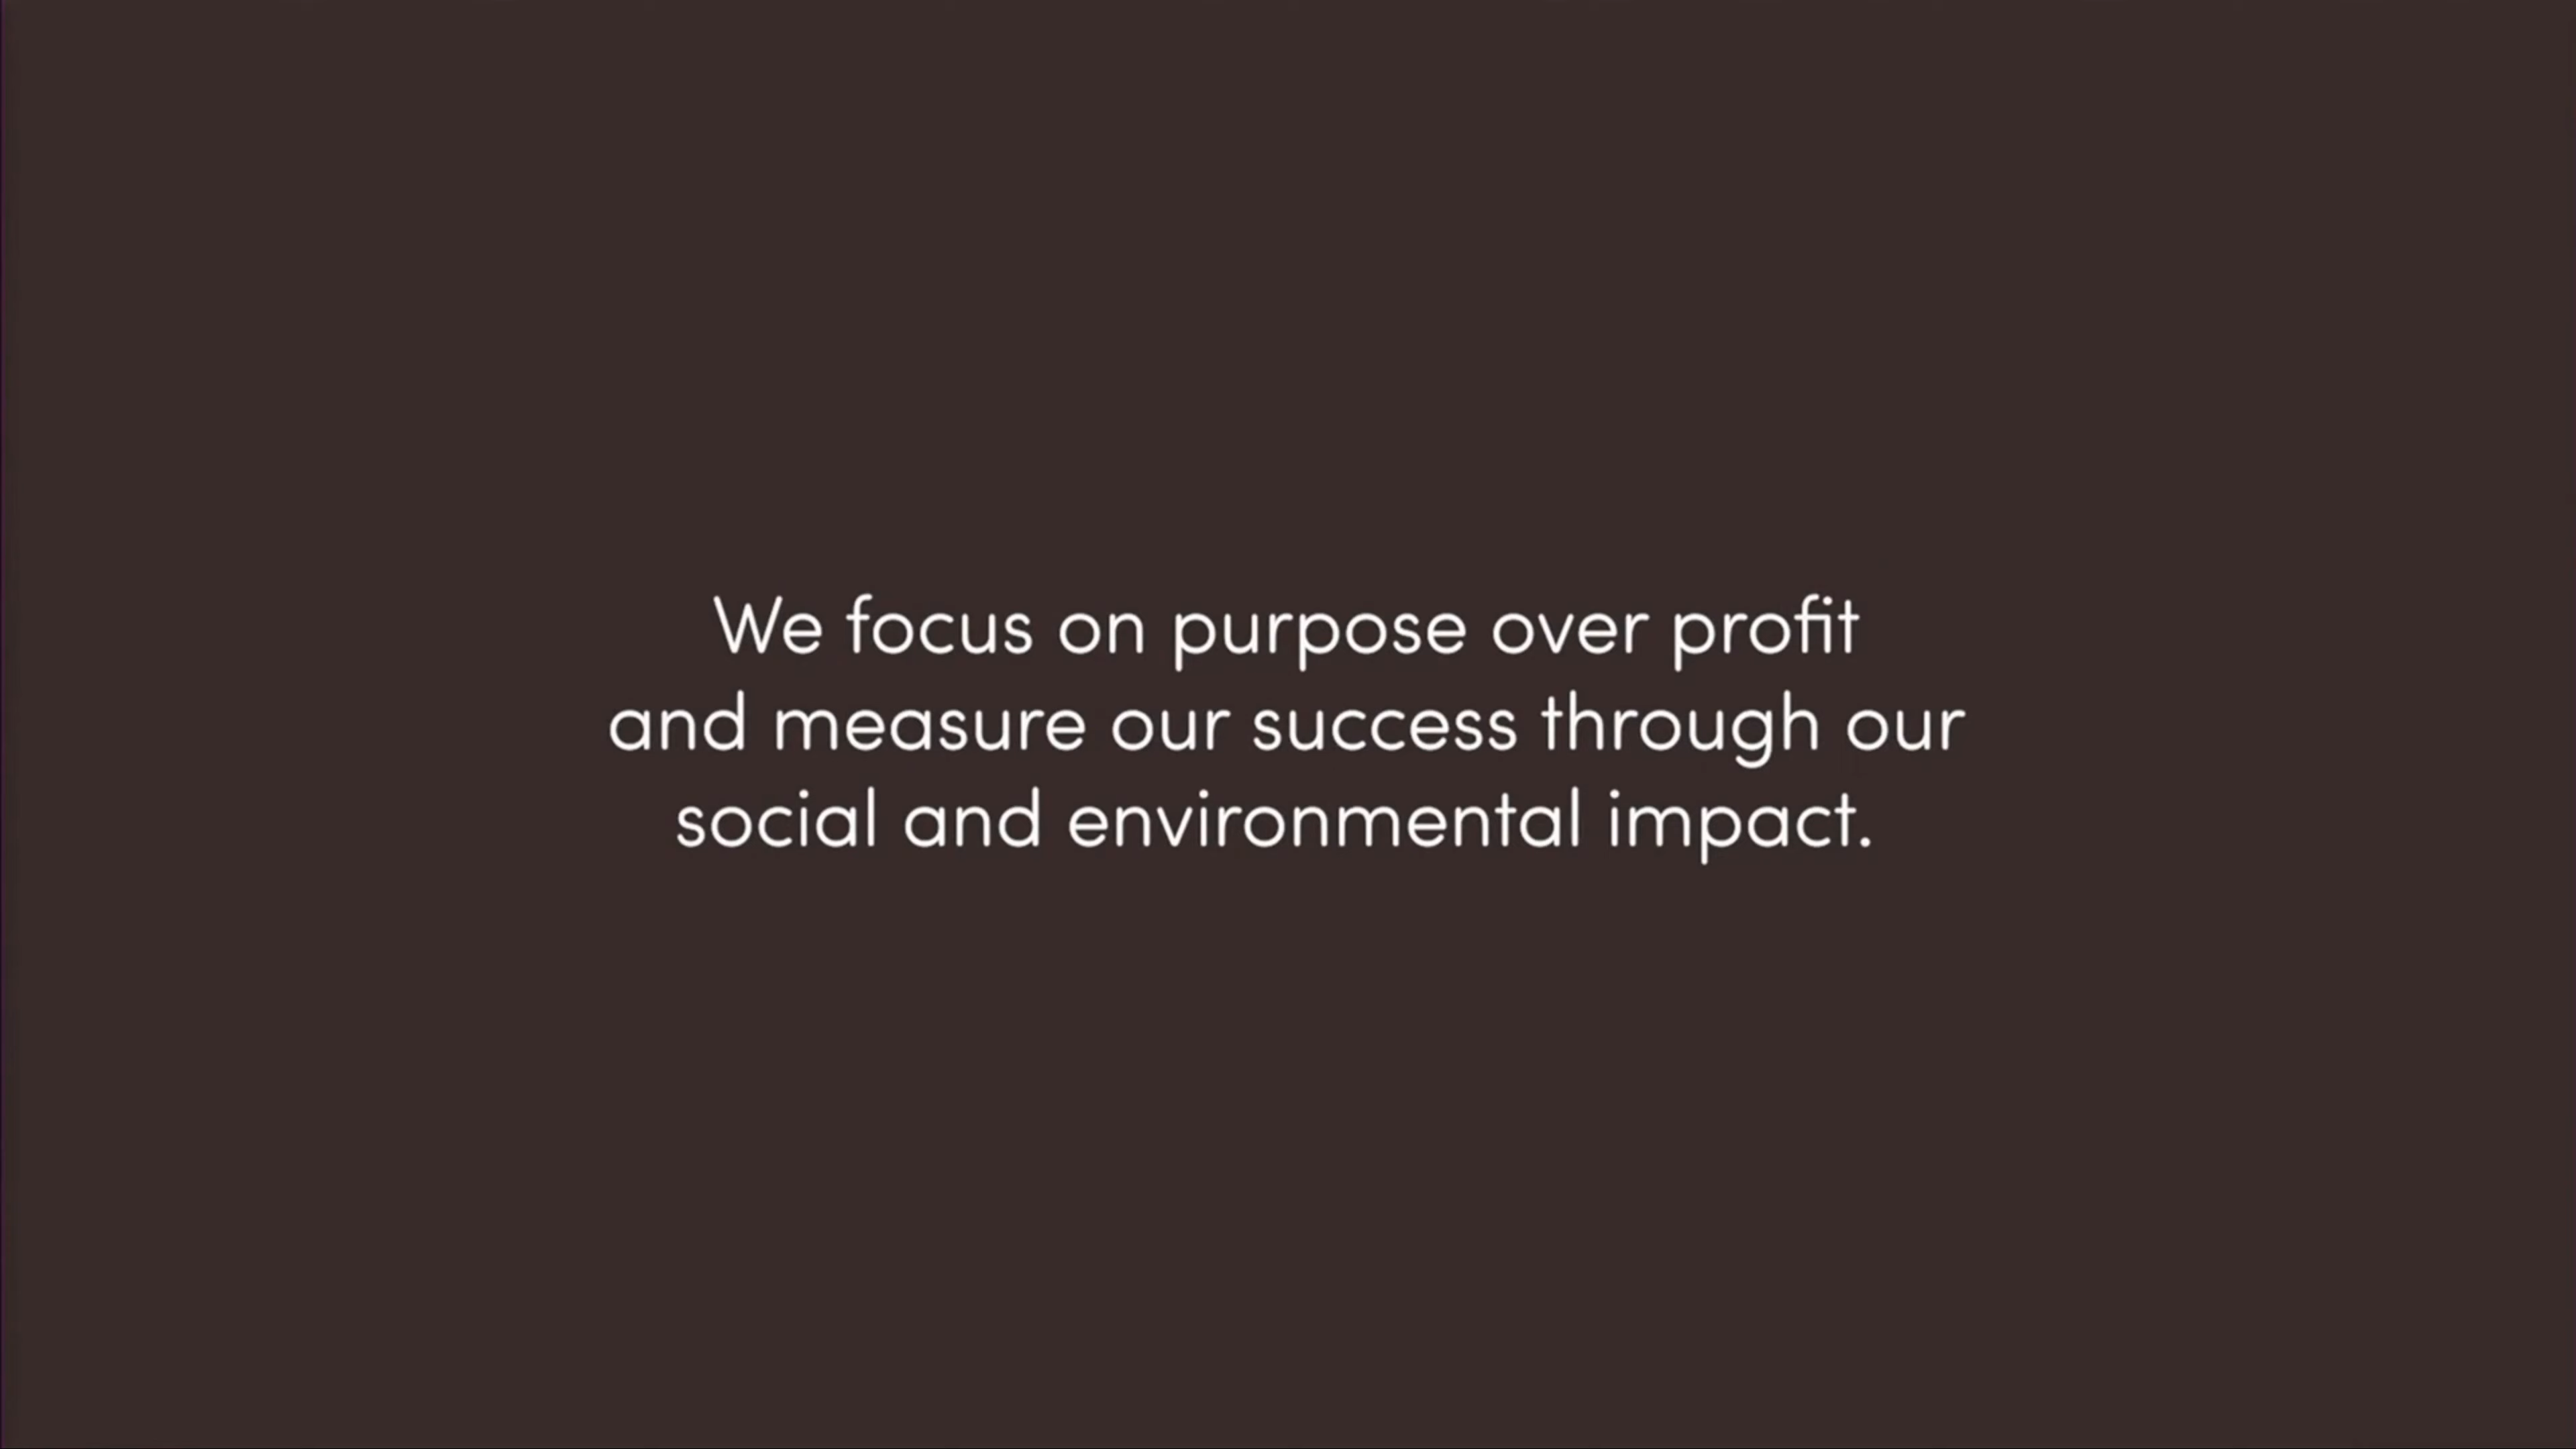 We focus on purpose over profit
and measure our success through our
social and environmental impact.